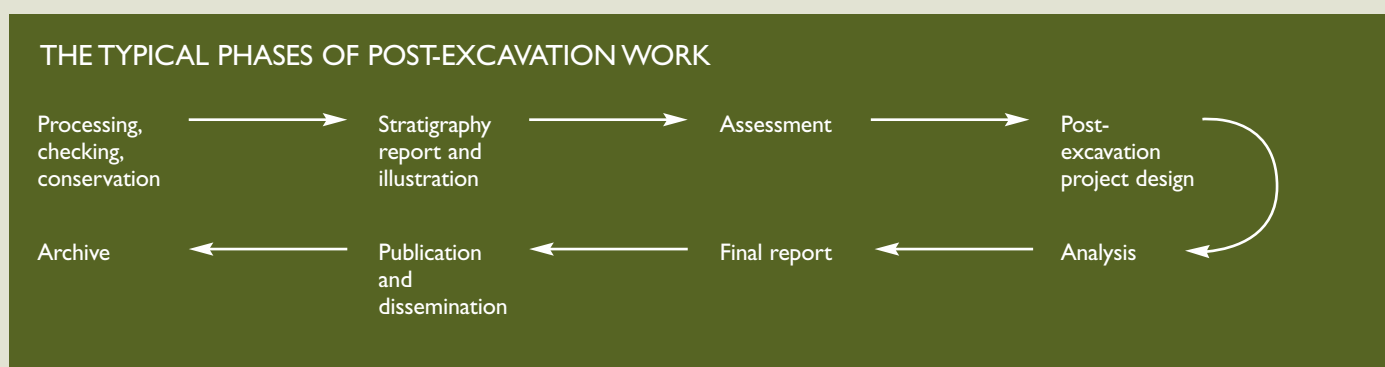 THE TYPICAL PHASES OF POST-EXCAVATION WORK
Processing,
checking,
conservation
Stratigraphy
report and
illustration
Assessment
Post-
excavation
project design
Analysis
Final report
Publication
and
dissemination
Archive